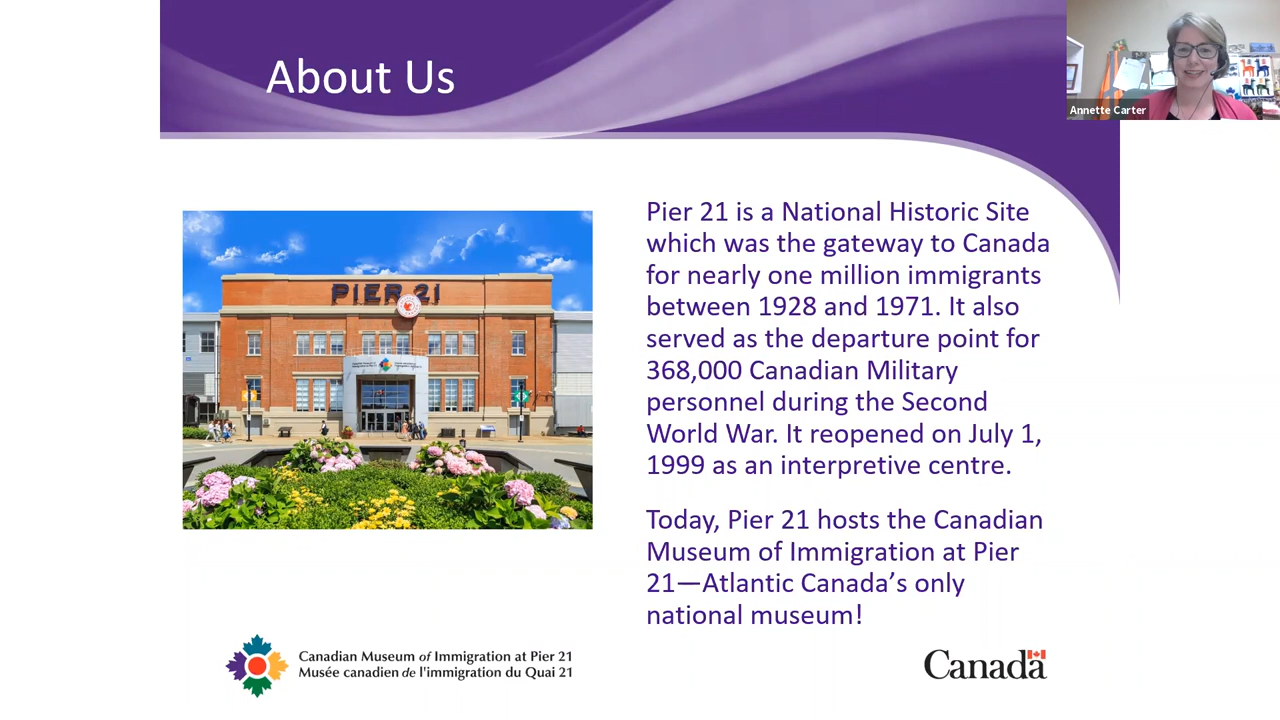 About Us
Annette Carter
PIER 21
Pier 21 is a National Historic Site
which was the gateway to Canada
for nearly one million immigrants
between 1928 and 1971. It also
served as the departure point for
368,000 Canadian Military
personnel during the Second
World War. It reopened on July 1,
1999 as an interpretive centre.
Today, Pier 21 hosts the Canadian
Museum of Immigration at Pier
21—Atlantic Canada’s only
national museum!
Canadian Museum of Immigration at Pier 21
Musée canadien de l'immigration du Quai 21
Canada